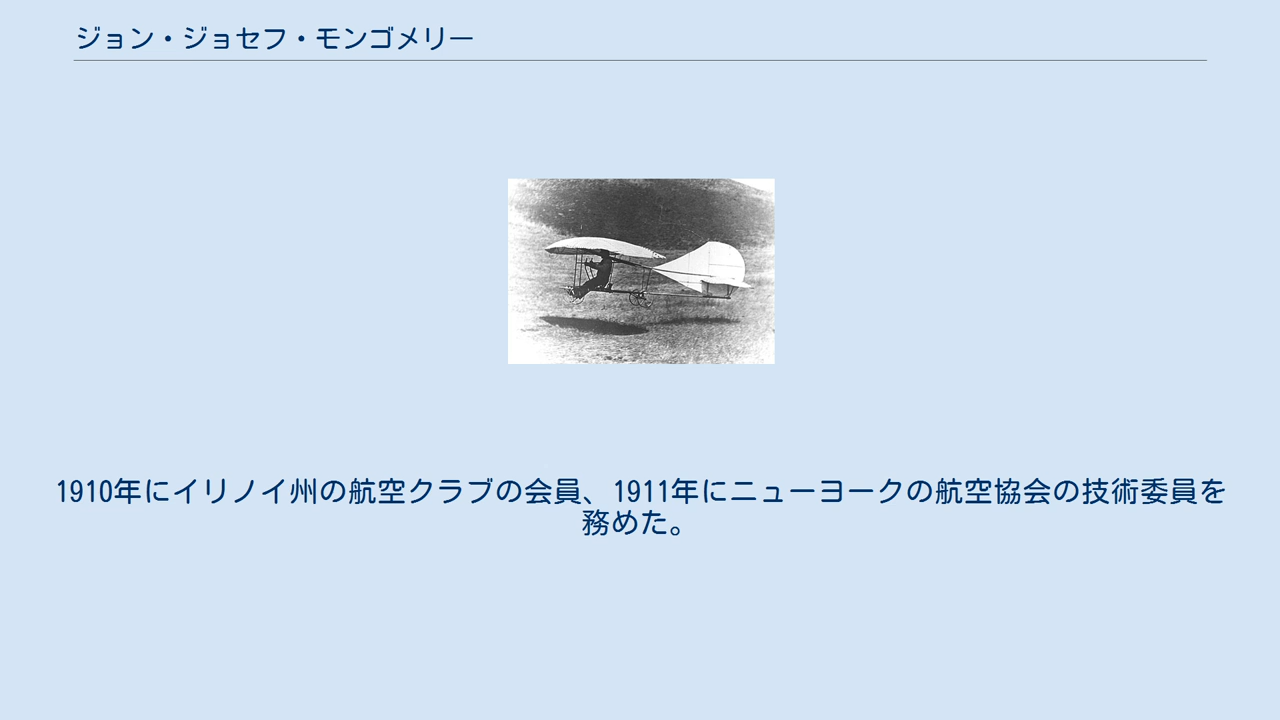 ジョン・ジョセフ・モンゴメリー
1910年にイリノイ州の航空クラブの会員、1911年にニューヨークの航空協会の技術委員を
務めた。